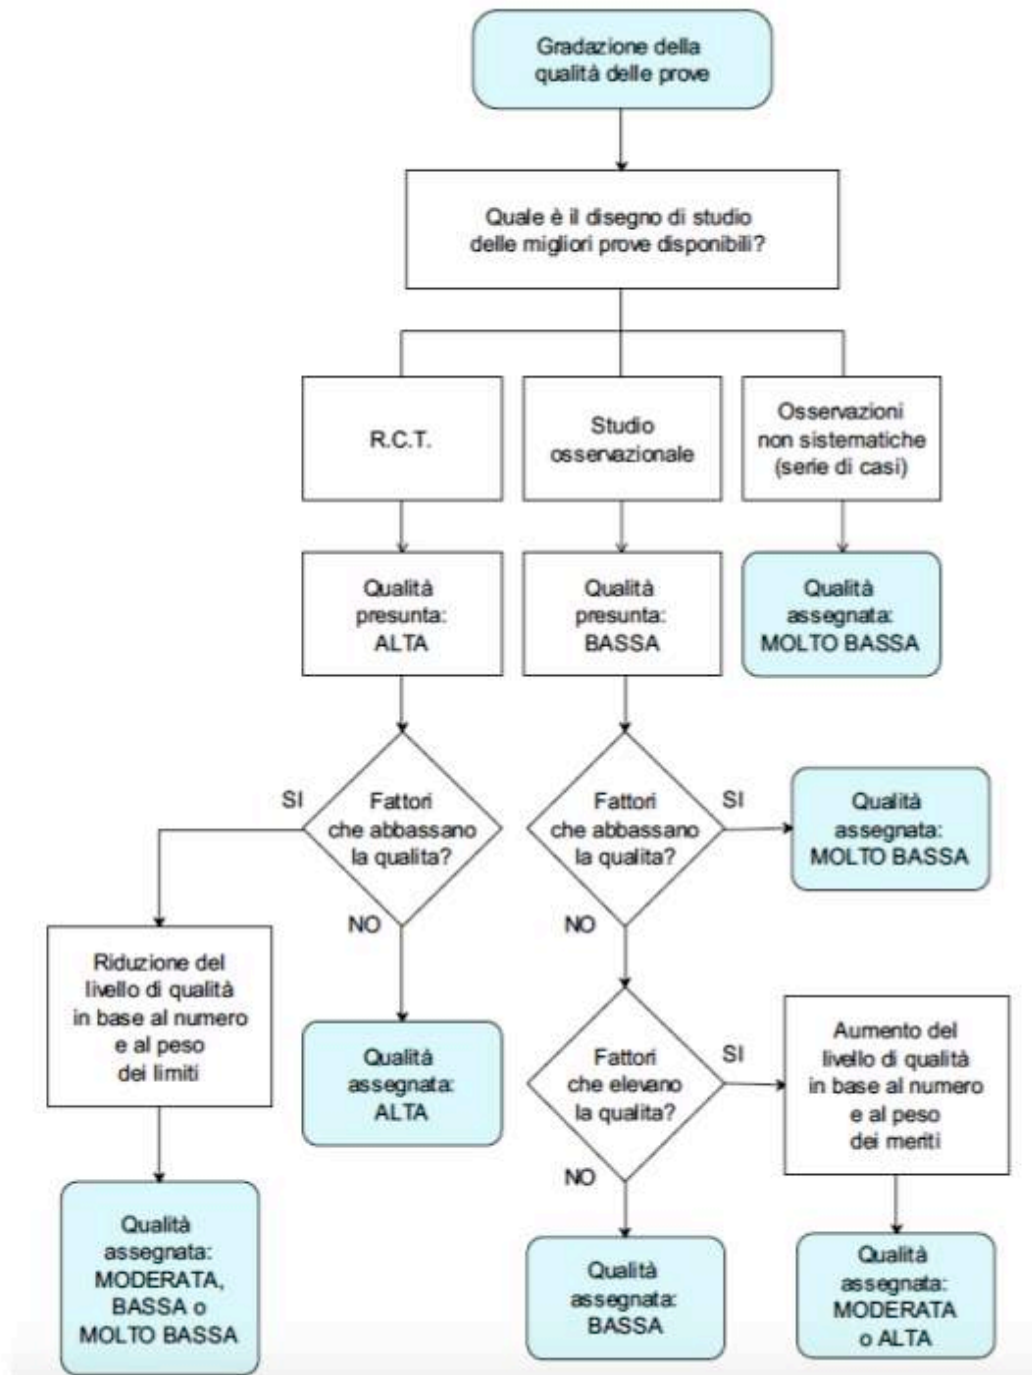 Gradazione della
qualità delle prove
Quale è il disegno di studio
delle migliori prove disponibili?
R.C.T.
Studio
osservazionale
Osservazioni
non sistematiche
(serie di casi)
Qualità
presunta:
ALTA
Qualità
presunta:
BASSA
Qualità
assegnata:
MOLTO BASSA
SI
Fattori
che abbassano
la qualita?
NO
Fattori
che abbassano
la qualita?
SI
NO
Qualità
assegnata:
MOLTO BASSA
Riduzione del
livello di qualità
in base al numero
e al peso
dei limiti
Qualità
assegnata:
ALTA
Fattori
che elevano
la qualita?
SI
NO
Aumento del
livello di qualità
in base al numero
e al peso
dei meriti
Qualità
assegnata:
MODERATA,
BASSA o
MOLTO BASSA
Qualità
assegnata:
BASSA
Qualità
assegnata:
MODERATA
o ALTA